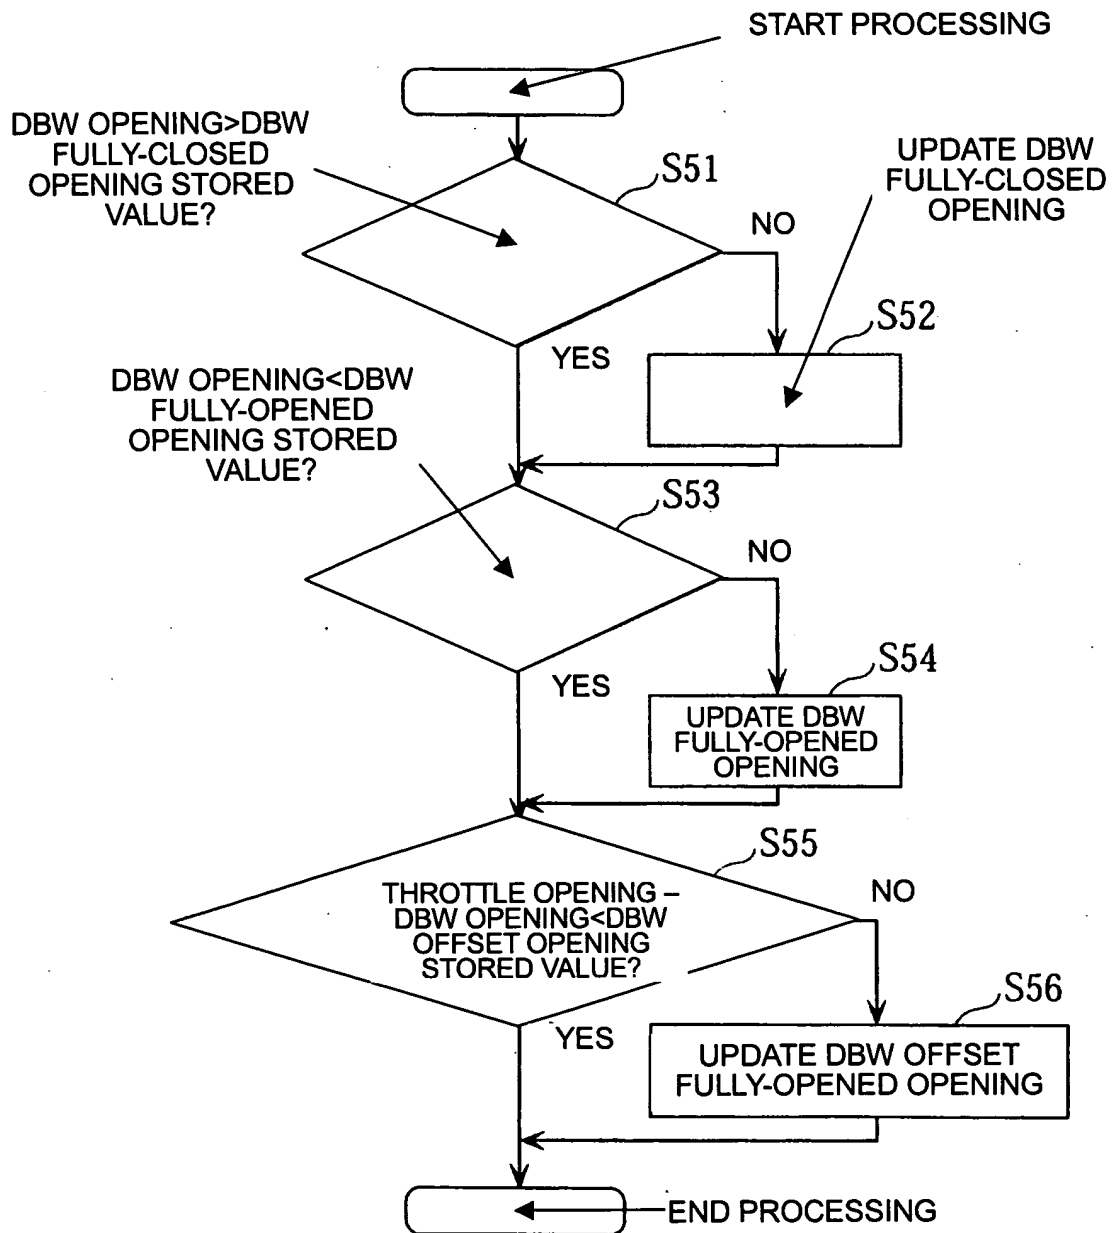 START PROCESSING
DBW OPENING>DBW
FULLY-CLOSED
OPENING STORED
VALUE?
S51
UPDATE DBW
FULLY-CLOSED
OPENING
NO
YES
S52
DBW OPENING<DBW
FULLY-OPENED
OPENING STORED
VALUE?
S53
NO
YES
S54
UPDATE DBW
FULLY-OPENED
OPENING
S55
THROTTLE OPENING –
DBW OPENING<DBW
OFFSET OPENING
STORED VALUE?
NO
YES
S56
UPDATE DBW OFFSET
FULLY-OPENED OPENING
END PROCESSING